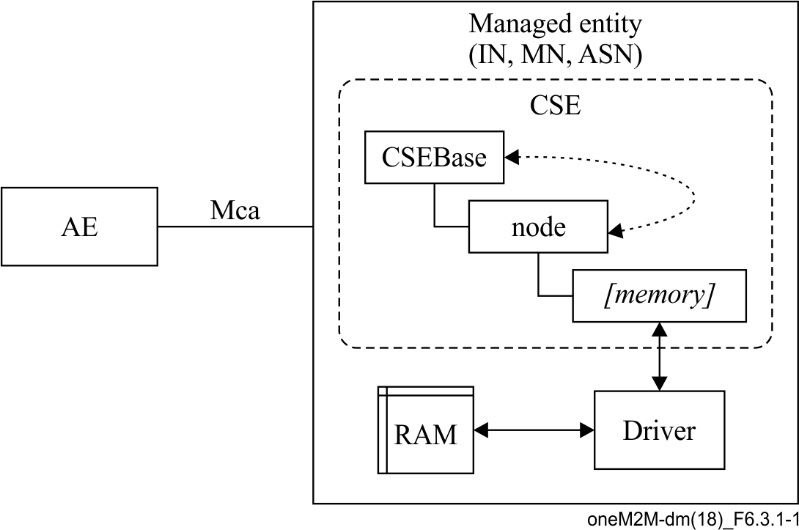 Managed entity
(IN, MN, ASN)
CSE
CSEBase
AE
Mca
node
[memory]
RAM
Driver
oneM2M-dm(18)_F6.3.1-1